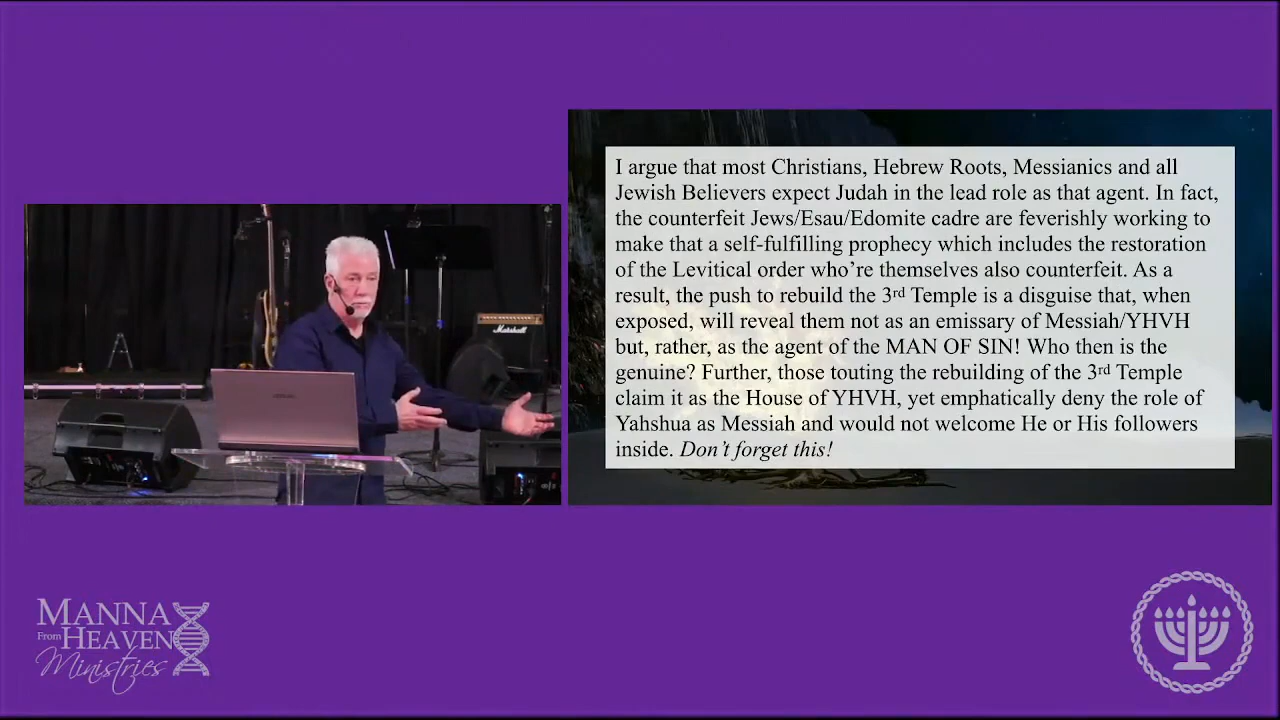 I argue that most Christians, Hebrew Roots, Messianics and all
Jewish Believers expect Judah in the lead role as that agent. In fact,
the counterfeit Jews/Esau/Edomite cadre are feverishly working to
make that a self-fulfilling prophecy which includes the restoration
of the Levitical order who’re themselves also counterfeit. As a
result, the push to rebuild the 3rd Temple is a disguise that, when
exposed, will reveal them not as an emissary of Messiah/YHVH
but, rather, as the agent of the MAN OF SIN! Who then is the
genuine? Further, those touting the rebuilding of the 3rd Temple
claim it as the House of YHVH, yet emphatically deny the role of
Yahshua as Messiah and would not welcome He or His followers
inside. Don’t forget this!
Marshall
MANNA
From HEAVEN
Ministries